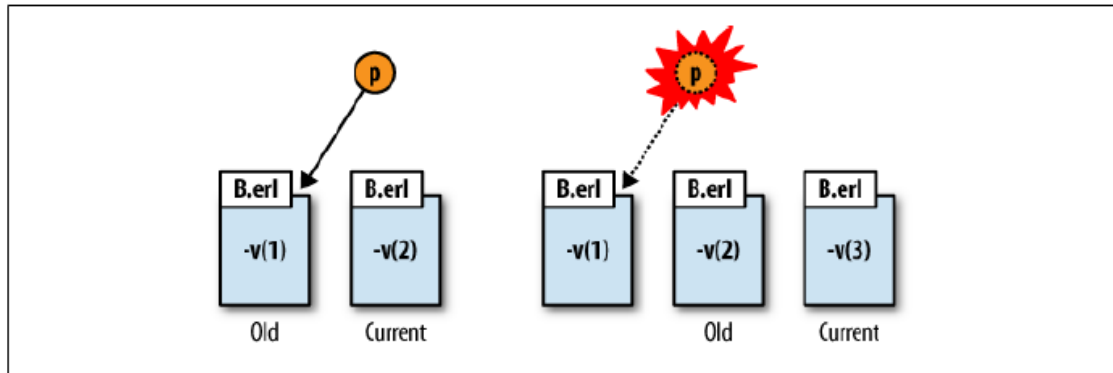 p
p
B.erl B.erl B.erl B.erl B.erl
-v(1) -v(2) -v(1) -v(2) -v(3)
Old Current Old Current